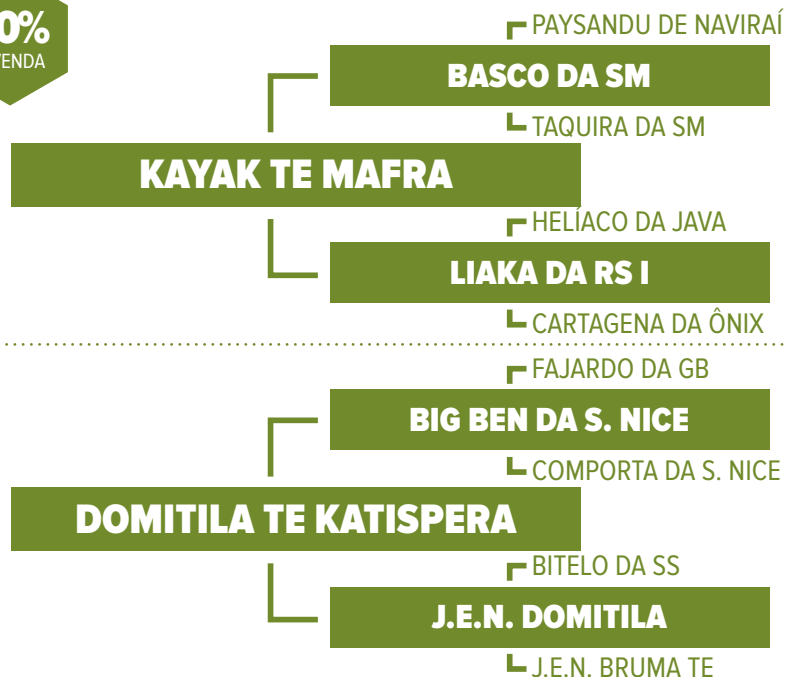 PAYSANDU DE NAVIRAÍ
BASCO DA SM
TAQUIRA DA SM
KAYAK TE MAFRA
HELÍACO DA JAVA
LIAKA DA RS I
CARTAGENA DA ÔNIX
FAJARDO DA GB
BIG BEN DA S. NICE
COMPORTA DA S. NICE
DOMITILA TE KATISPERA
BITELO DA SS
J.E.N. DOMITILA
J.E.N. BRUMA TE